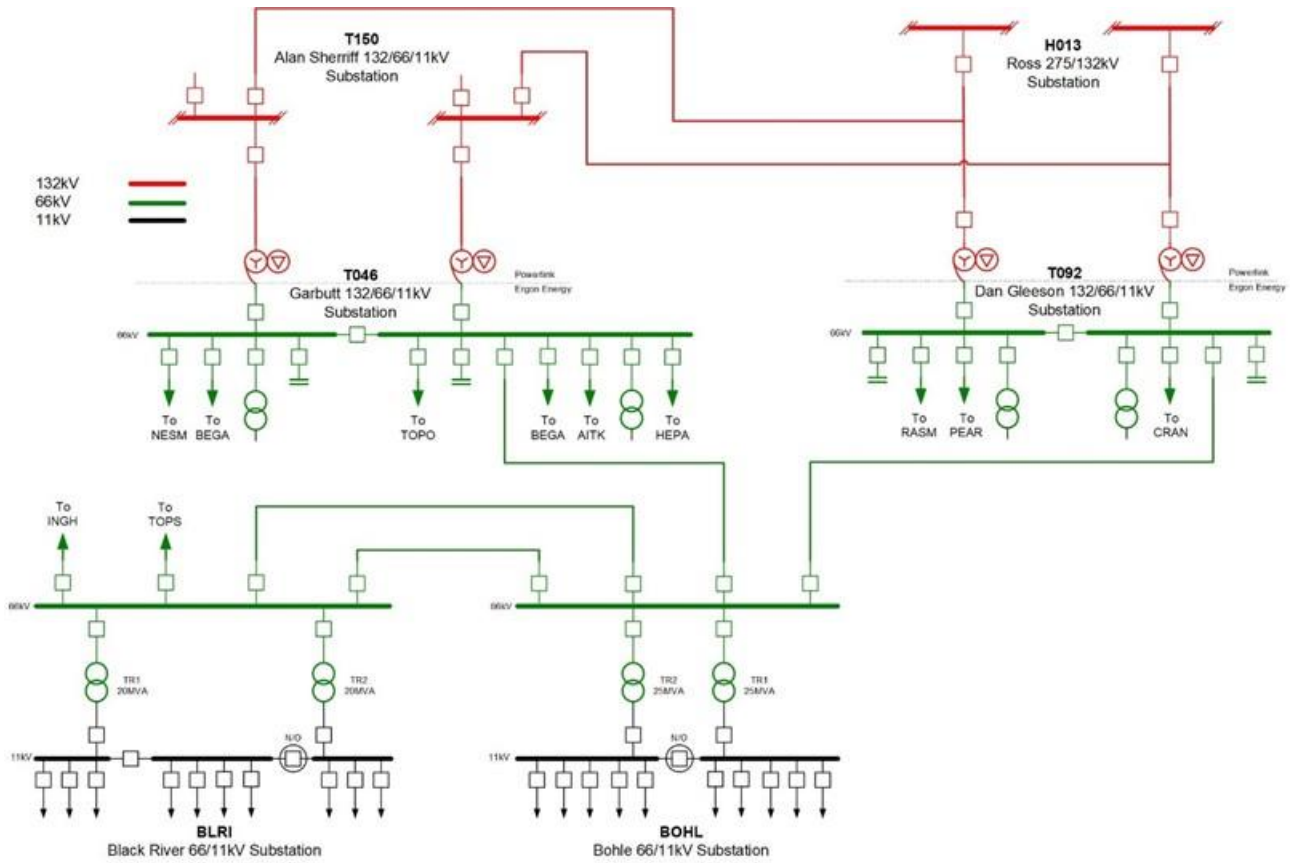 T150
Alan Sherriff 132/66/11kV
Substation
H013
Ross 275/132kV
Substation
132kV
66kV
11kV
T046
Garbutt 132/66/11kV
Substation
Powerlink
Ergon Energy
T092
Dan Gleeson 132/66/11kV
Substation
Powerlink
Ergon Energy
66kV
66kV
To
NESM
To
BEGA
To
TOPO
To
BEGA
To
AITK
To
HEPA
To
RASM
To
PEAR
To
CRAN
To
INGH
To
TOPS
66kV
66kV
TR1
20MVA
TR2
20MVA
TR2
25MVA
TR1
25MVA
11kV
N/O
11kV
N/O
BLRI
Black River 66/11kV Substation
BOHL
Bohle 66/11kV Substation